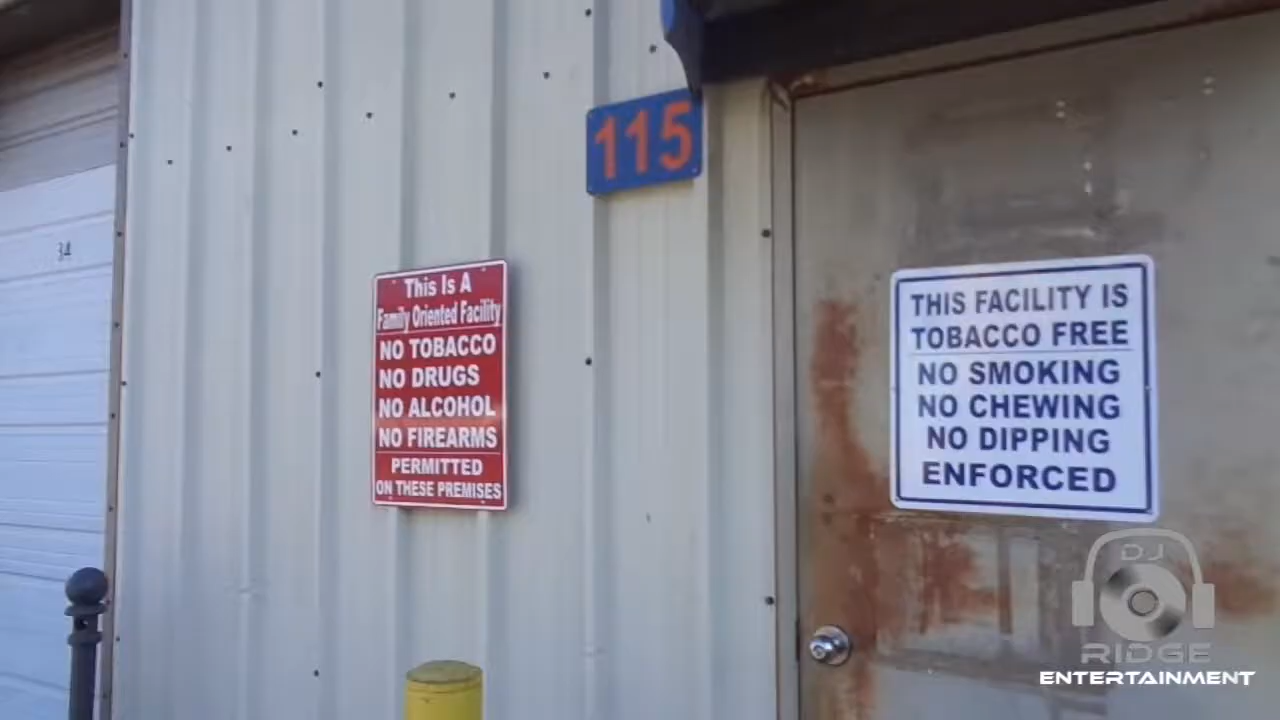 115
34
This Is A
Family Oriented Facility
NO TOBACCO
NO DRUGS
NO ALCOHOL
NO FIREARMS
PERMITTED
ON THESE PREMISES
THIS FACILITY IS
TOBACCO FREE
NO SMOKING
NO CHEWING
NO DIPPING
ENFORCED
DJ
RIDGE
ENTERTAINMENT